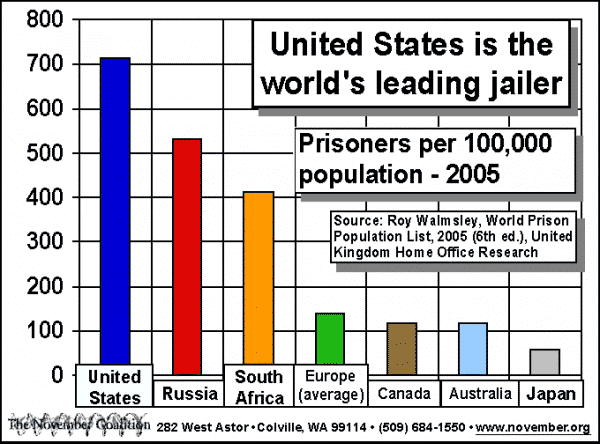 United States is the
world's leading jailer
Prisoners per 100,000
population - 2005
Source: Roy Walmsley, World Prison
Population List, 2005 (6th ed.), United
Kingdom Home Office Research
800
700
600
500
400
300
200
100
0
United
States
Russia
South
Africa
Europe
(average)
Canada
Australia
Japan
The November Coalition 282 West Astor • Colville, WA 99114 • (509) 684-1550 • www.november.org